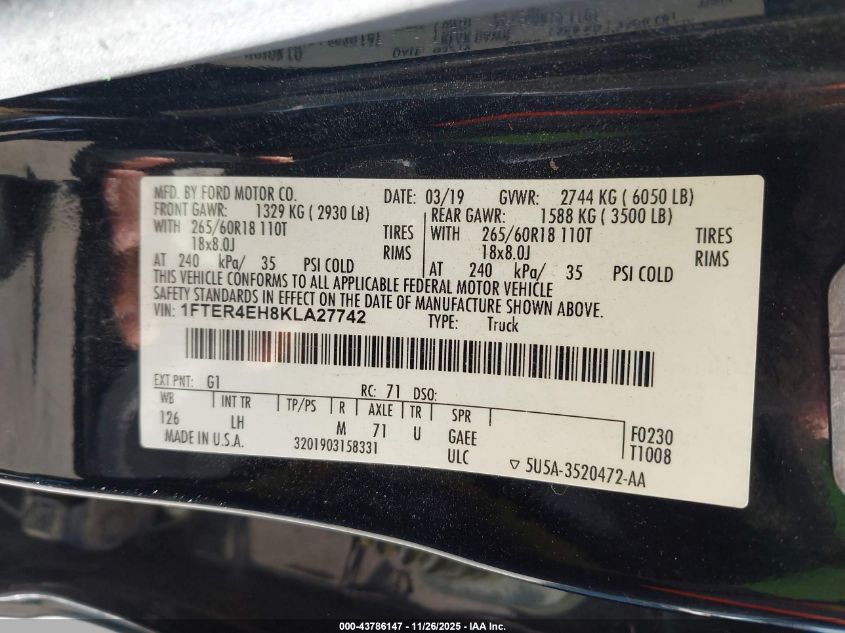 MFD. BY FORD MOTOR CO. DATE: 03/19 GVWR: 2744 KG ( 6050 LB)
FRONT GAWR: 1329 KG ( 2930 LB) REAR GAWR: 1588 KG ( 3500 LB)
WITH 265/60R18 110T TIRES WITH 265/60R18 110T TIRES
18x8.0J RIMS 18x8.0J RIMS
AT 240 kPa/ 35 PSI COLD AT 240 kPa/ 35 PSI COLD
THIS VEHICLE CONFORMS TO ALL APPLICABLE FEDERAL MOTOR VEHICLE
SAFETY STANDARDS IN EFFECT ON THE DATE OF MANUFACTURE SHOWN ABOVE.
VIN: 1FTER4EH8KLA27742 TYPE: Truck
EXT PNT: G1 RC: 71 DSO:
WB INT TR TP/PS R AXLE TR SPR
126 LH M 71 U GAEE F0230
MADE IN U.S.A. 3201903158331 ULC T1008
▽ 5U5A-3520472-AA
000-43786147 - 11/26/2025 - IAA Inc.